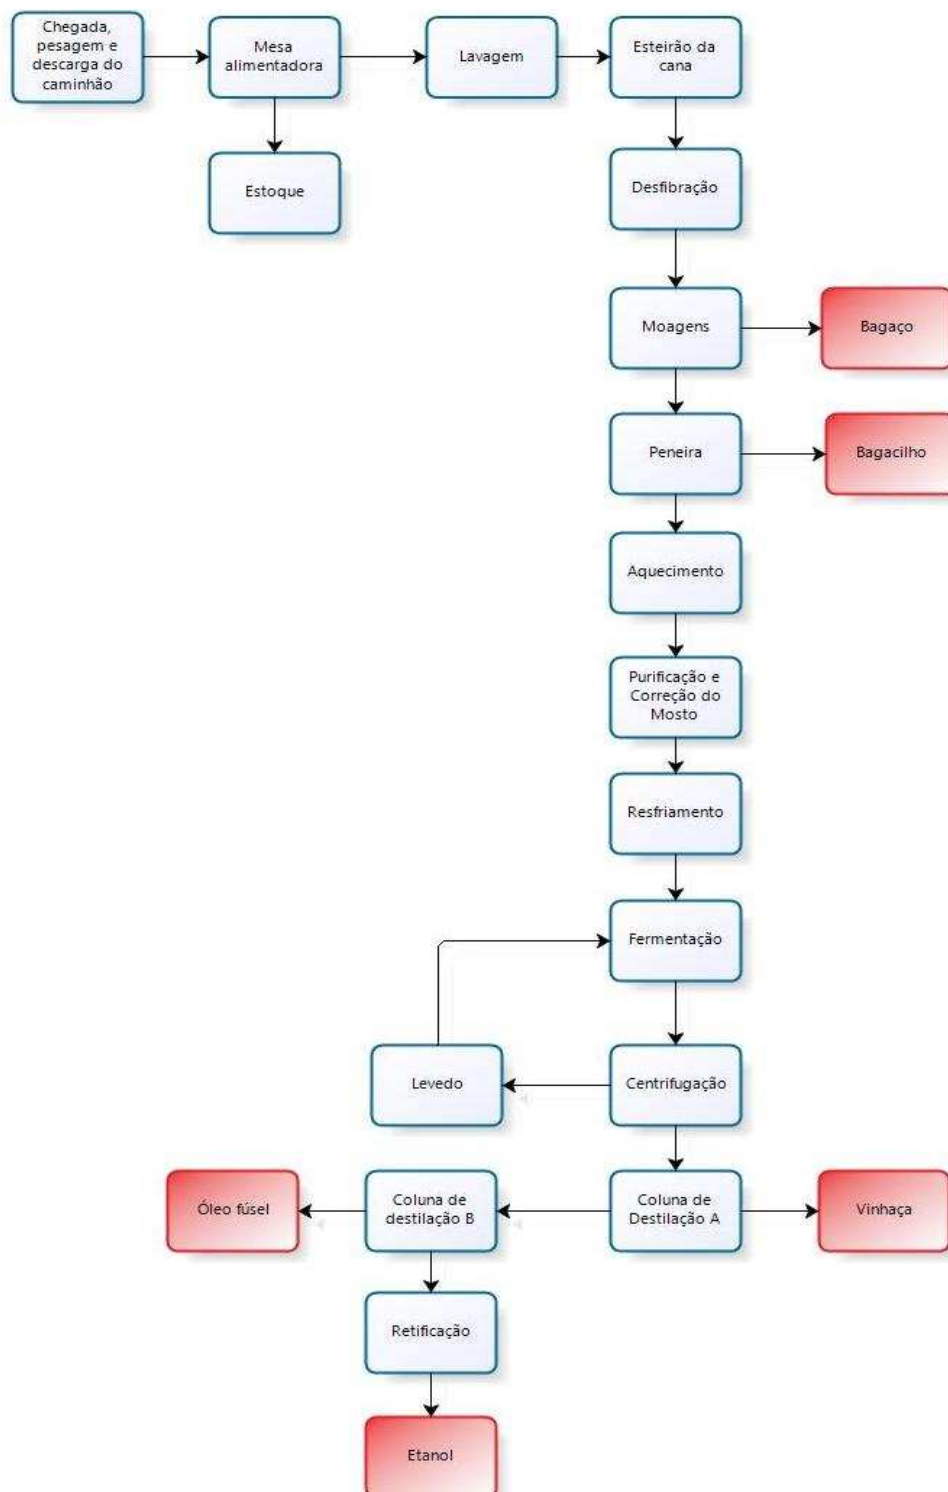 Chegada,
pesagem e
descarga do
caminhão
Mesa
alimentadora
Lavagem
Esteirão da
cana
Estoque
Desfibração
Moagens
Bagaço
Peneira
Bagacilho
Aquecimento
Purificação e
Correção do
Mosto
Resfriamento
Fermentação
Levedo
Centrifugação
Óleo fúsel
Coluna de
destilação B
Coluna de
Destilação A
Vinhaça
Retificação
Etanol